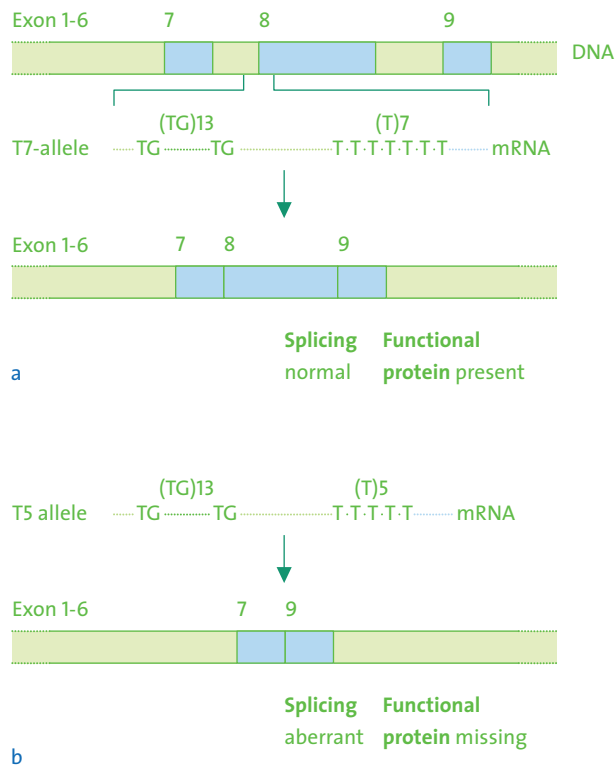 Exon 1-6 7 8 9
DNA
(TG)13 (T)7
T7-allele TG TG T·T·T·T·T·T·T mRNA
Exon 1-6 7 8 9
Splicing Functional
normal protein present
a
(TG)13 (T)5
T5 allele TG TG T·T·T·T·T mRNA
Exon 1-6 7 9
Splicing Functional
aberrant protein missing
b